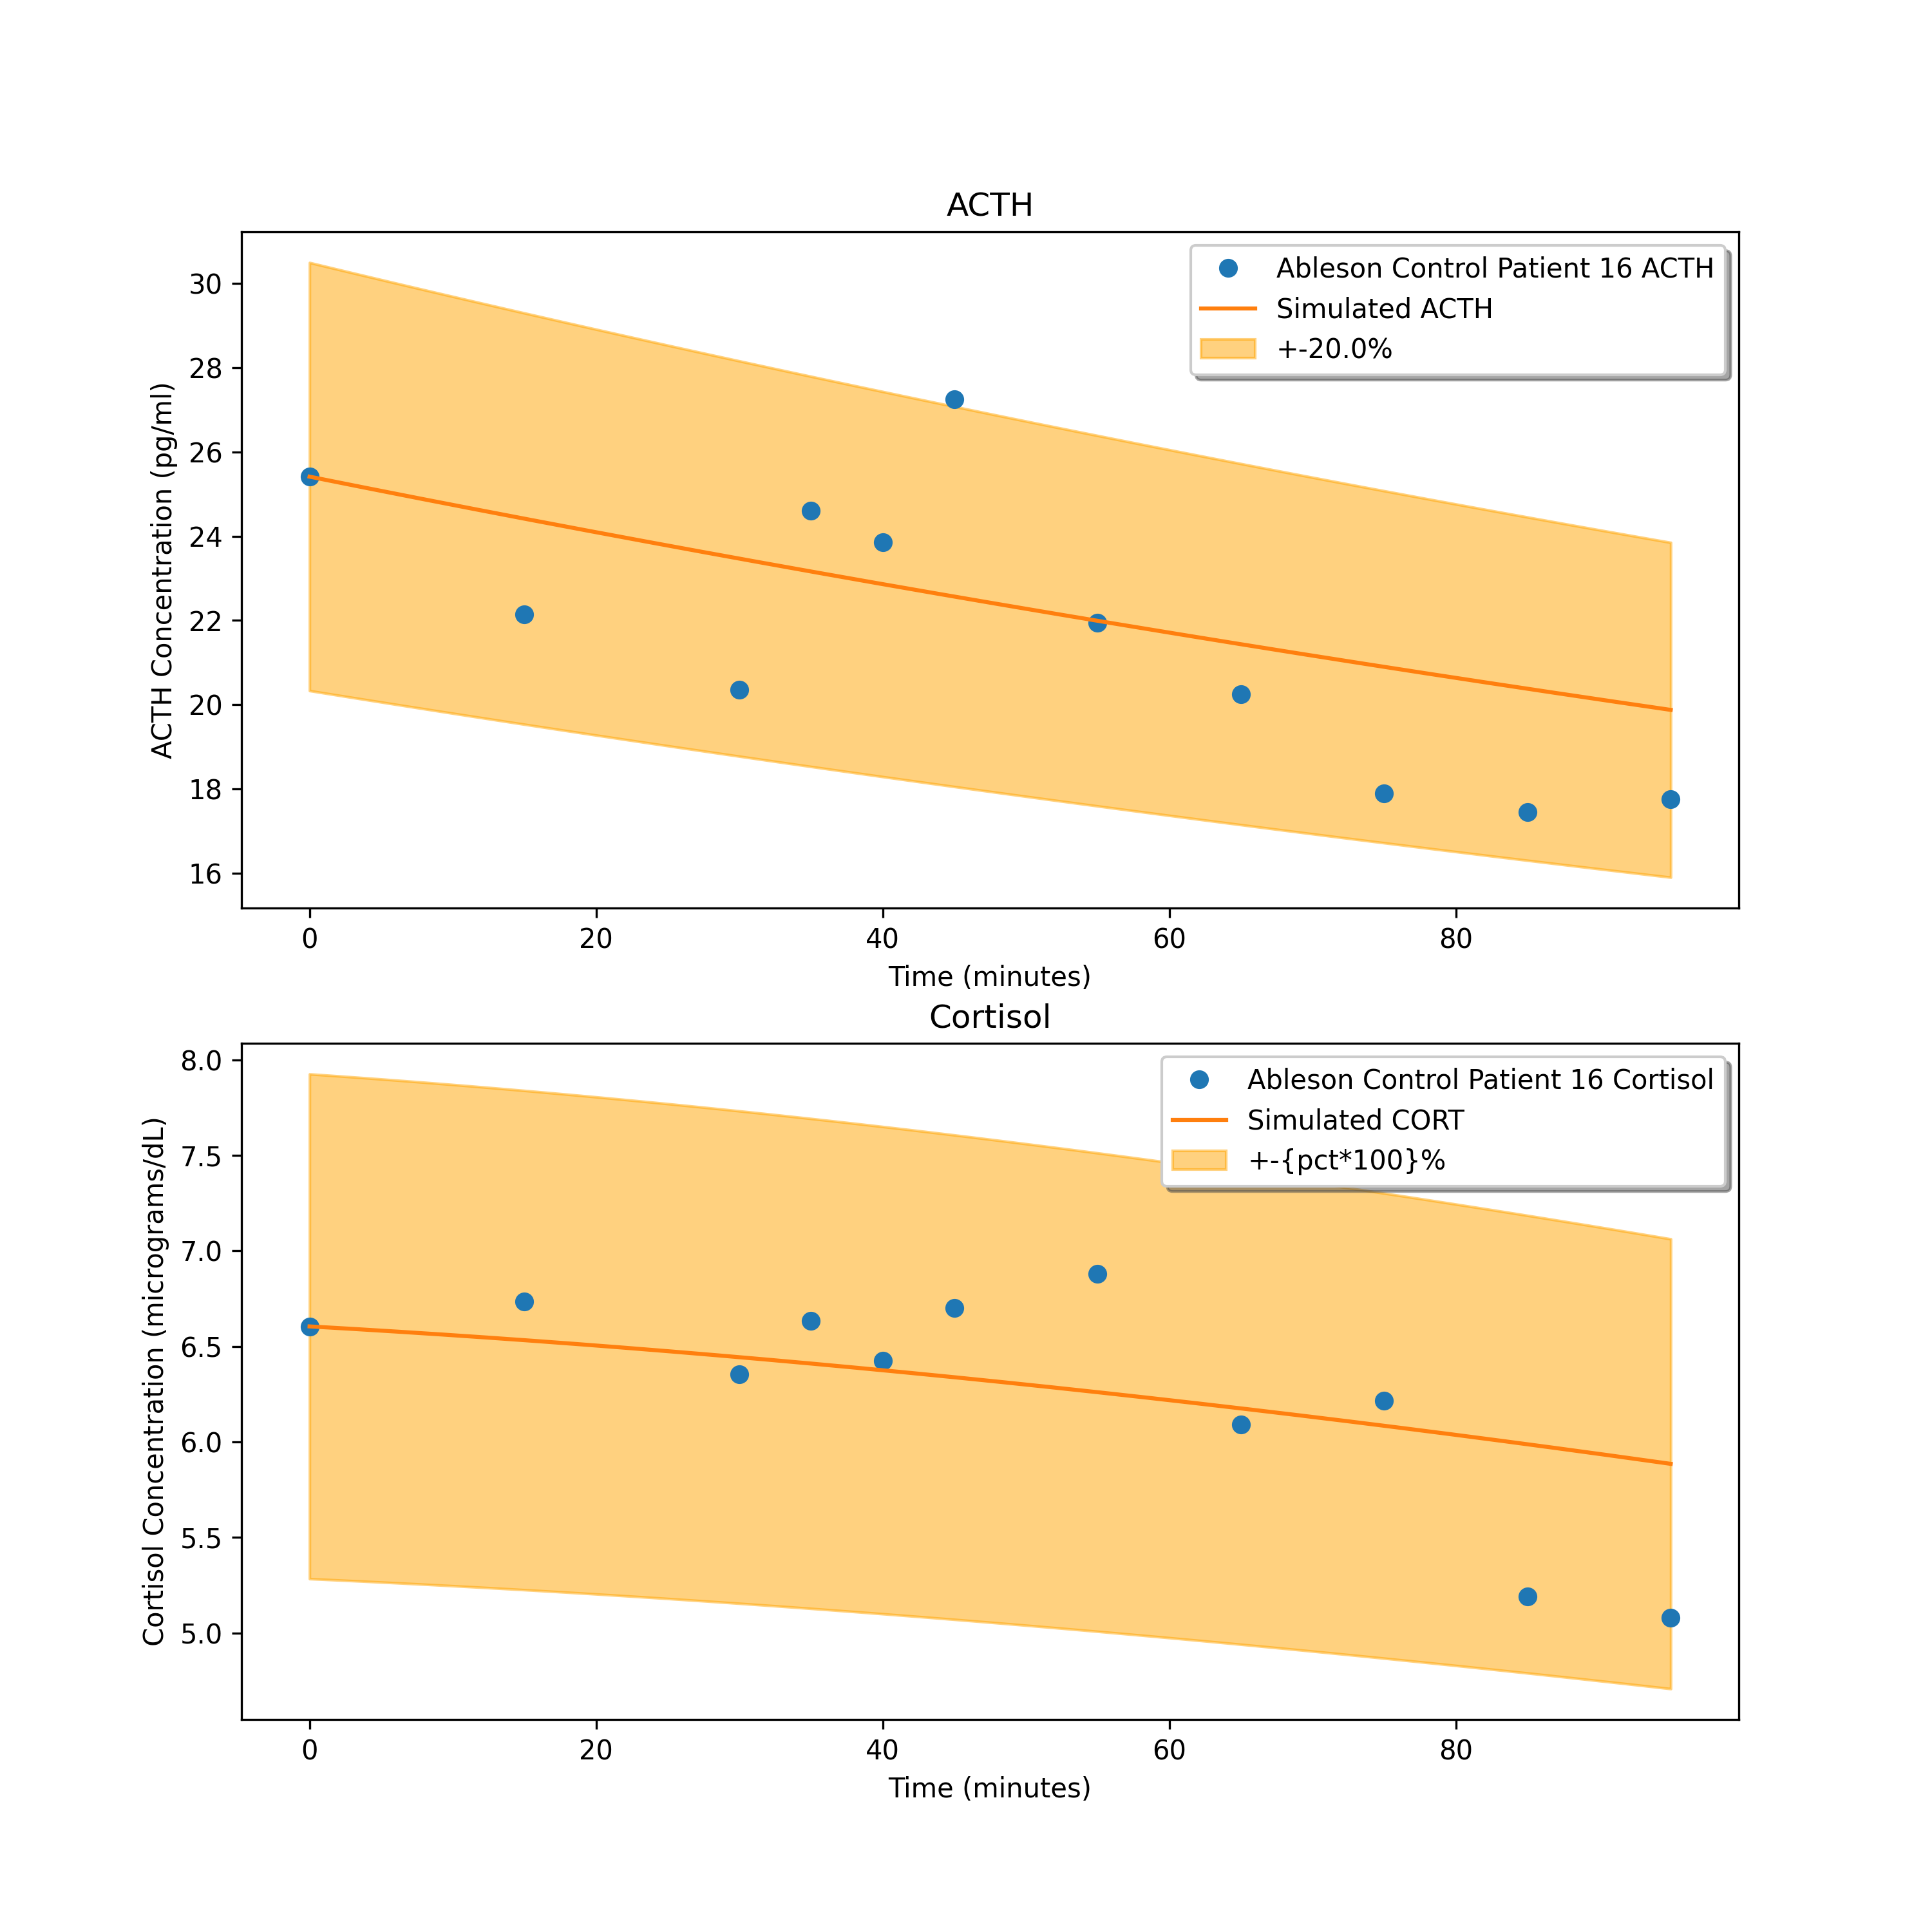 ACTH
30
28
26
24
22
20
18
16
ACTH Concentration (pg/ml)
Ableson Control Patient 16 ACTH
Simulated ACTH
+-20.0%
0 20 40 60 80
Time (minutes)
Cortisol
8.0
7.5
7.0
6.5
6.0
5.5
5.0
Cortisol Concentration (micrograms/dL)
Ableson Control Patient 16 Cortisol
Simulated CORT
+-{pct*100}%
0 20 40 60 80
Time (minutes)